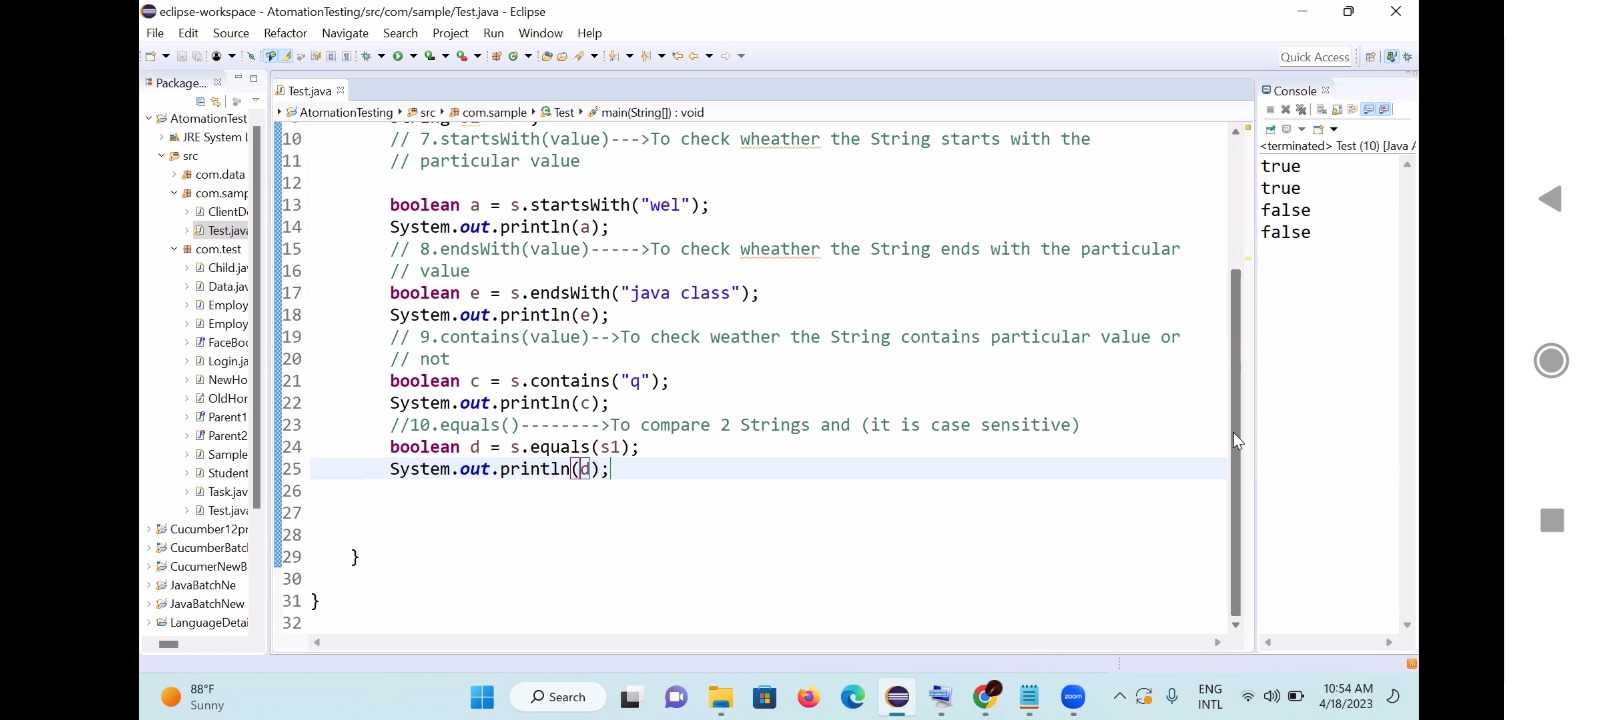 eclipse-workspace - AtomationTesting/src/com/sample/Test.java - Eclipse
File Edit Source Refactor Navigate Search Project Run Window Help
Quick Access
Package...
AtomationTest
JRE System L
src
com.data
com.samp
ClientDe
Test.java
com.test
Child.jav
Data.jav
Employ
Employ
FaceBoo
Login.ja
NewHo
OldHor
Parent1
Parent2
Sample
Student
Task.jav
Test.java
Cucumber12pr
CucumberBatcl
CucumerNewB
JavaBatchNe
JavaBatchNew
LanguageDetai
Test.java
AtomationTesting src com.sample Test main(String[]) : void
10 // 7.startsWith(value)--->To check wheather the String starts with the
11 // particular value
12
13 boolean a = s.startsWith("wel");
14 System.out.println(a);
15 // 8.endsWith(value)----->To check wheather the String ends with the particular
16 // value
17 boolean e = s.endsWith("java class");
18 System.out.println(e);
19 // 9.contains(value)-->To check weather the String contains particular value or
20 // not
21 boolean c = s.contains("q");
22 System.out.println(c);
23 //10.equals()-------->To compare 2 Strings and (it is case sensitive)
24 boolean d = s.equals(s1);
25 System.out.println(d);
26
27
28
29 }
30
31 }
32
Console
<terminated> Test (10) [Java A
true
true
false
false
88°F
Sunny
Search
zoom
ENG
INTL
10:54 AM
4/18/2023